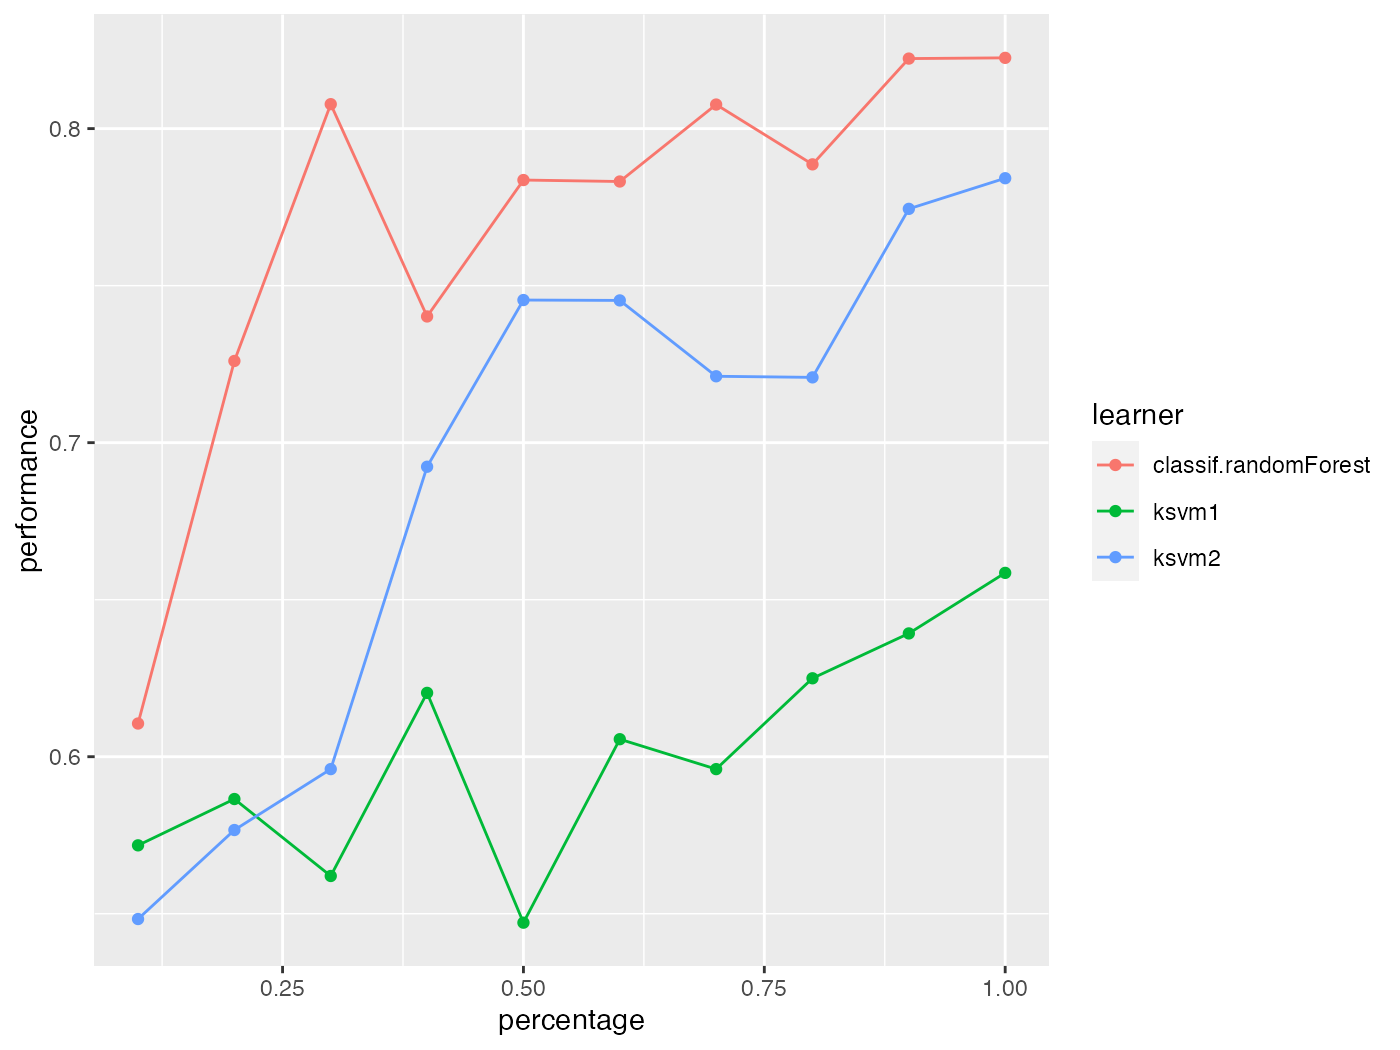 performance
0.8
0.7
0.6
0.25 0.50 0.75 1.00
percentage
learner
classif.randomForest
ksvm1
ksvm2